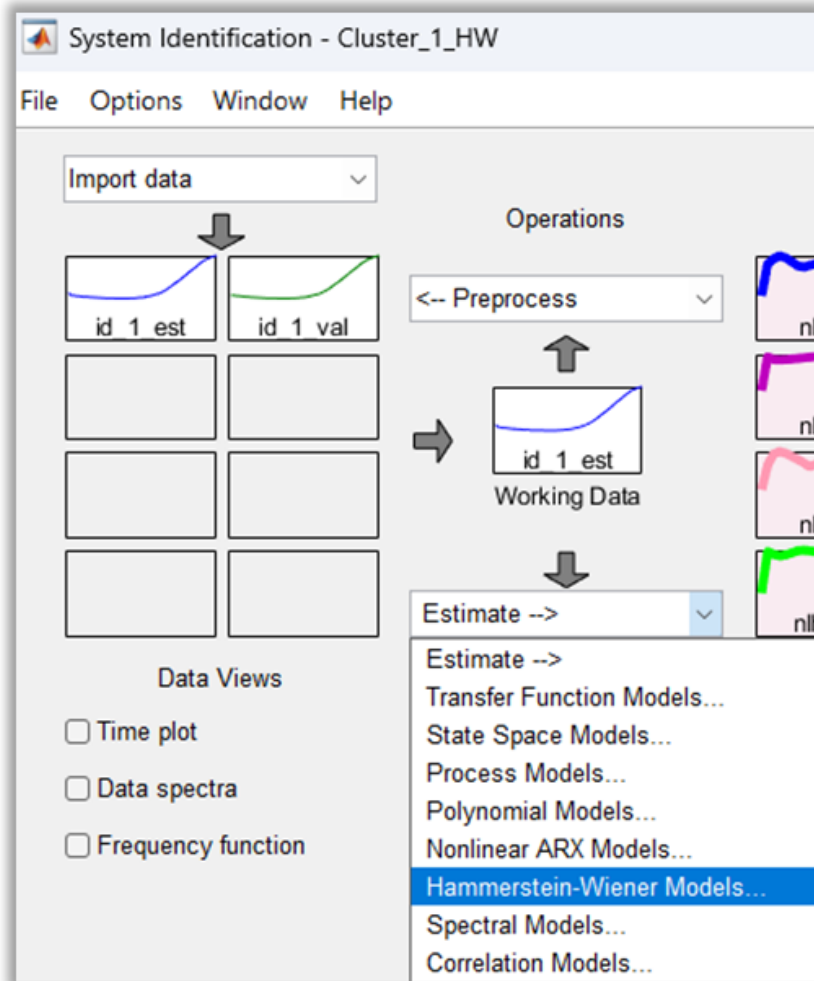 System Identification - Cluster_1_HW
File Options Window Help
Import data
Operations
id_1_est
id_1_val
<-- Preprocess
id_1_est
Working Data
Estimate -->
Estimate -->
Transfer Function Models...
State Space Models...
Process Models...
Polynomial Models...
Nonlinear ARX Models...
Hammerstein-Wiener Models...
Spectral Models...
Correlation Models...
Data Views
Time plot
Data spectra
Frequency function